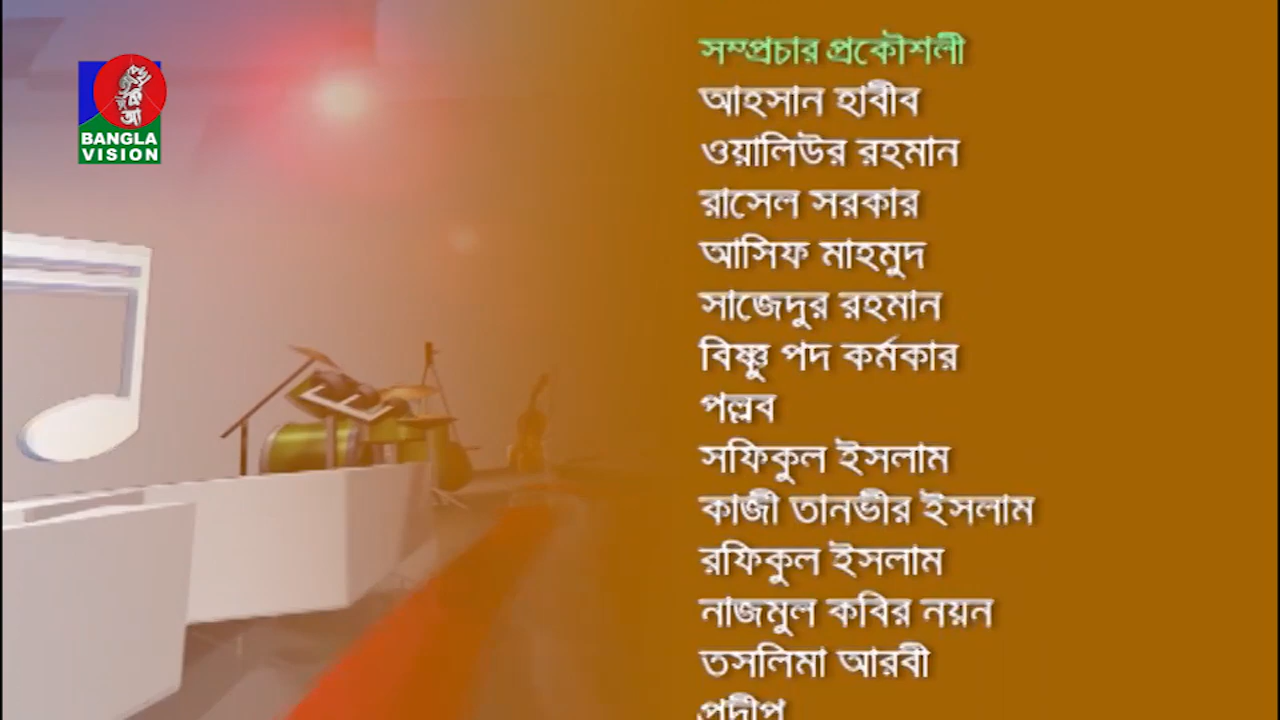 BANGLA
VISION
সম্প্রচার প্রকৌশলী
আহসান হাবীব
ওয়ালিউর রহমান
রাসেল সরকার
আসিফ মাহমুদ
সাজেদুর রহমান
বিষ্ণু পদ কর্মকার
পল্লব
সফিকুল ইসলাম
কাজী তানভীর ইসলাম
রফিকুল ইসলাম
নাজমুল কবির নয়ন
তসলিমা আরবী
প্রদীপ